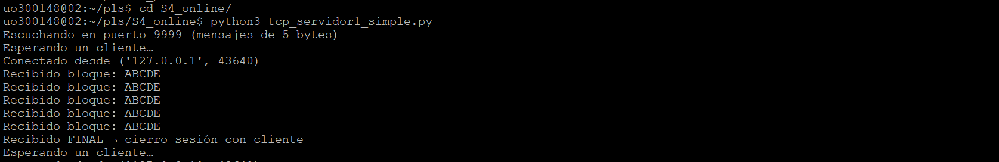 uo300148@02:~/pls$ cd S4_online/
uo300148@02:~/pls/S4_online$ python3 tcp_servidor1_simple.py
Escuchando en puerto 9999 (mensajes de 5 bytes)
Esperando un cliente…
Conectado desde ('127.0.0.1', 43640)
Recibido bloque: ABCDE
Recibido bloque: ABCDE
Recibido bloque: ABCDE
Recibido bloque: ABCDE
Recibido bloque: ABCDE
Recibido FINAL → cierro sesión con cliente
Esperando un cliente…